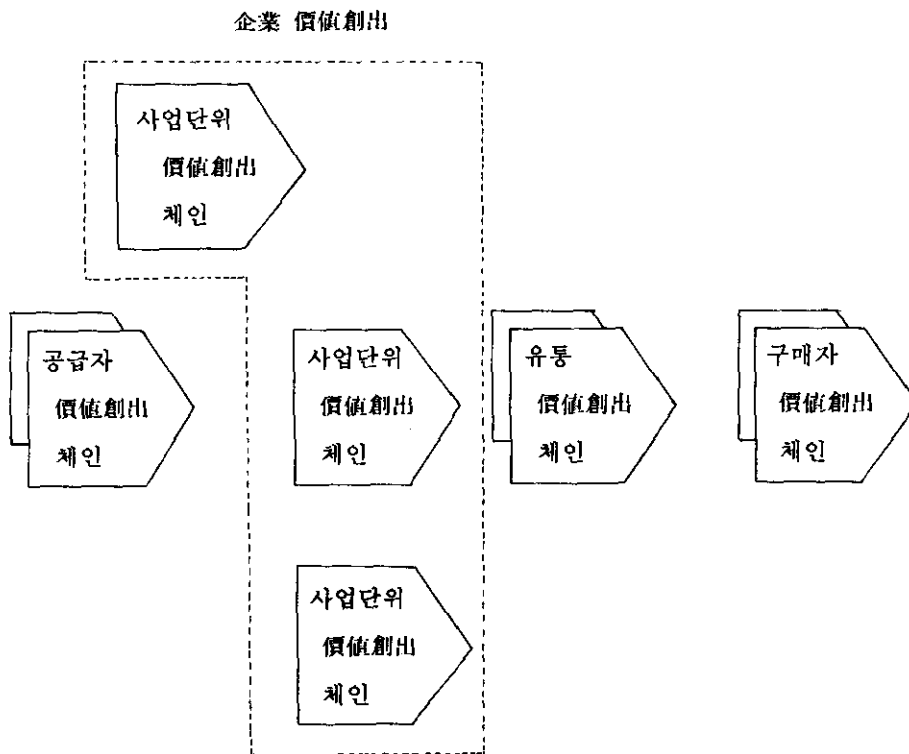 企業 價値創出
사업단위
價値創出
체인
공급자
價値創出
체인
사업단위
價値創出
체인
유통
價値創出
체인
구매자
價値創出
체인
사업단위
價値創出
체인